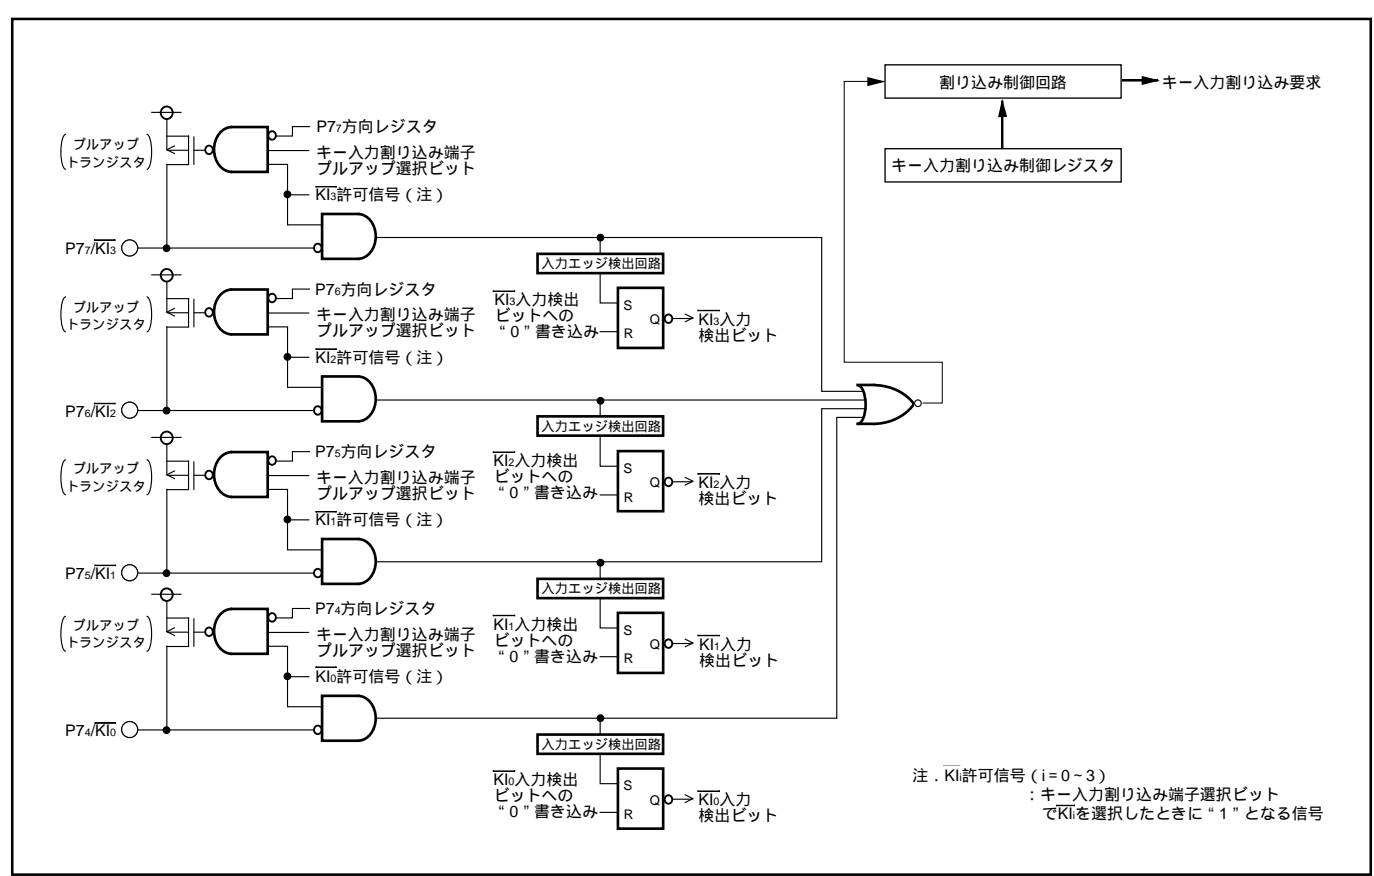 割り込み制御回路
キー入力割り込み要求
キー入力割り込み制御レジスタ
プルアップ
トランジスタ
P77方向レジスタ
キー入力割り込み端子
プルアップ選択ビット
KI3許可信号(注)
P77/KI3
入力エッジ検出回路
KI3入力検出
ビットへの
“0”書き込み
S
R
Q
KI3入力
検出ビット
プルアップ
トランジスタ
P76方向レジスタ
キー入力割り込み端子
プルアップ選択ビット
KI2許可信号(注)
P76/KI2
入力エッジ検出回路
KI2入力検出
ビットへの
“0”書き込み
S
R
Q
KI2入力
検出ビット
プルアップ
トランジスタ
P75方向レジスタ
キー入力割り込み端子
プルアップ選択ビット
KI1許可信号(注)
P75/KI1
入力エッジ検出回路
KI1入力検出
ビットへの
“0”書き込み
S
R
Q
KI1入力
検出ビット
プルアップ
トランジスタ
P74方向レジスタ
キー入力割り込み端子
プルアップ選択ビット
KI0許可信号(注)
P74/KI0
入力エッジ検出回路
KI0入力検出
ビットへの
“0”書き込み
S
R
Q
KI0入力
検出ビット
注.KIi許可信号(i=0~3)
:キー入力割り込み端子選択ビット
でKIiを選択したときに“1”となる信号